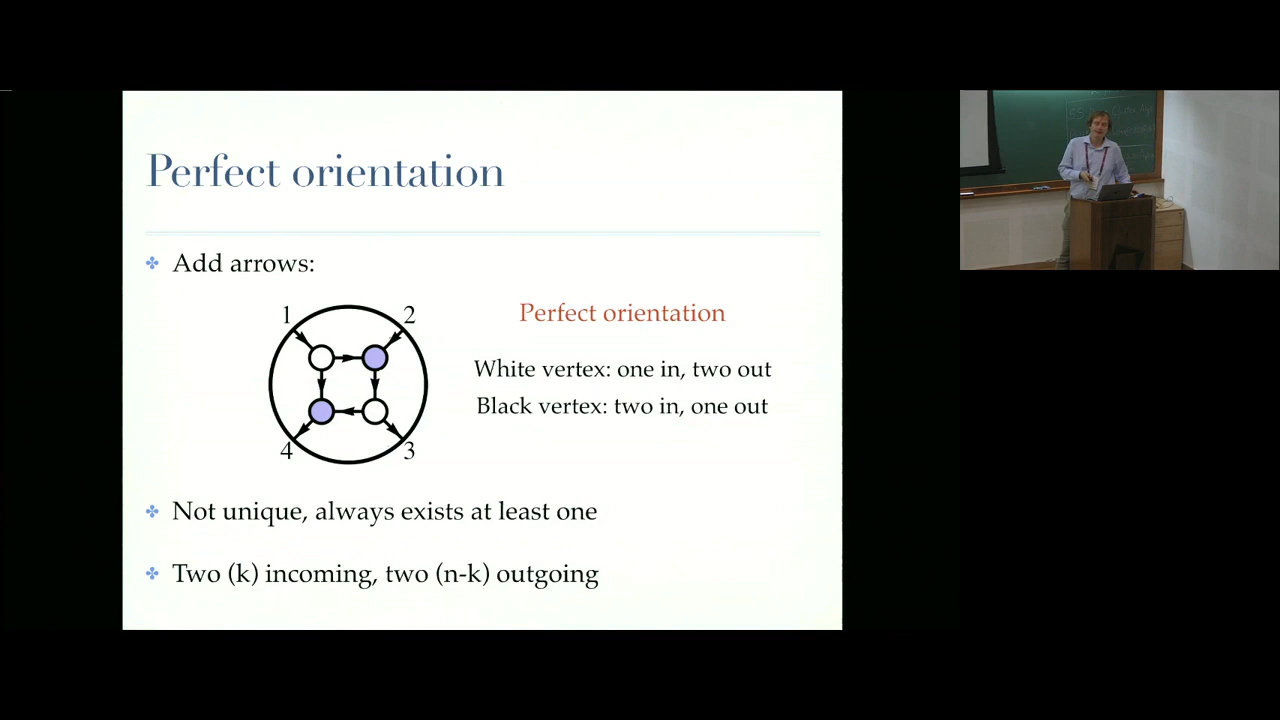 Perfect orientation
Add arrows:
1
2
Perfect orientation
White vertex: one in, two out
Black vertex: two in, one out
4
3
Not unique, always exists at least one
Two (k) incoming, two (n-k) outgoing